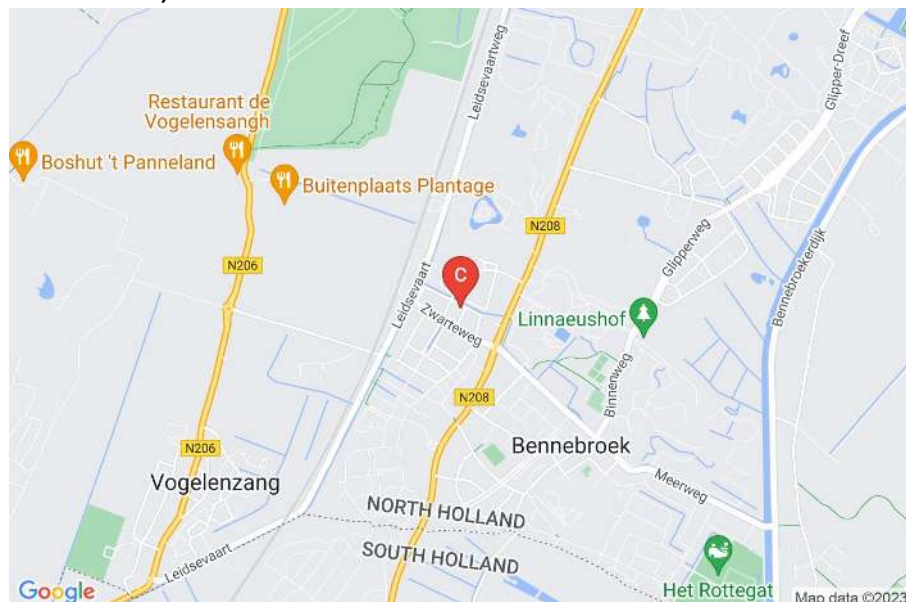 Leidsevaartweg
Glipper-Dreef
Restaurant de
Vogelensangh
Boshut 't Panneland
Buitenplaats Plantage
N208
Glipperweg
Bennebroekerdijk
N206
Leidsevaart
C
Zwarteweg
Linnaeushof
Binnenweg
N208
N206
Bennebroek
Vogelenzang
Meerweg
NORTH HOLLAND
SOUTH HOLLAND
Leidsevaart
Het Rottegat
Google
Map data ©2023